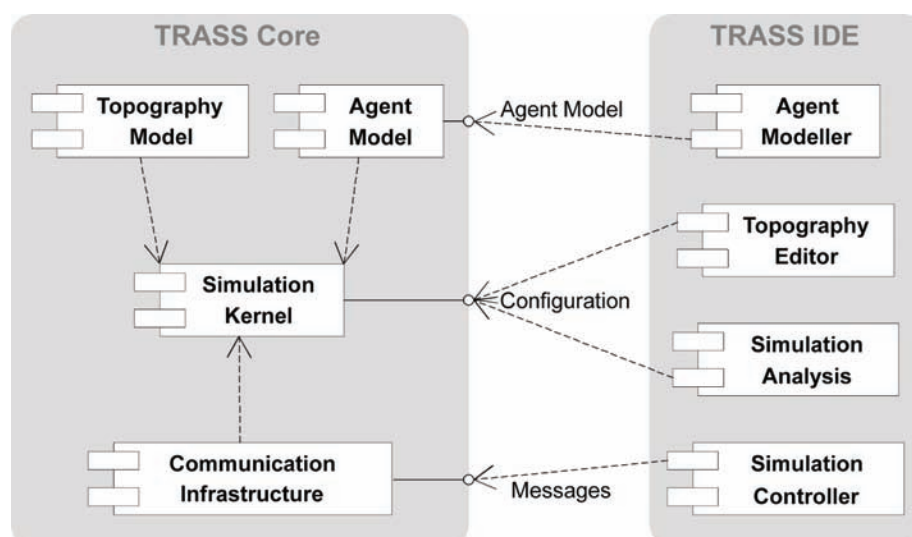 TRASS Core
TRASS IDE
Topography
Model
Agent
Model
Agent Model
Agent
Modeller
Topography
Editor
Simulation
Kernel
Configuration
Simulation
Analysis
Communication
Infrastructure
Messages
Simulation
Controller